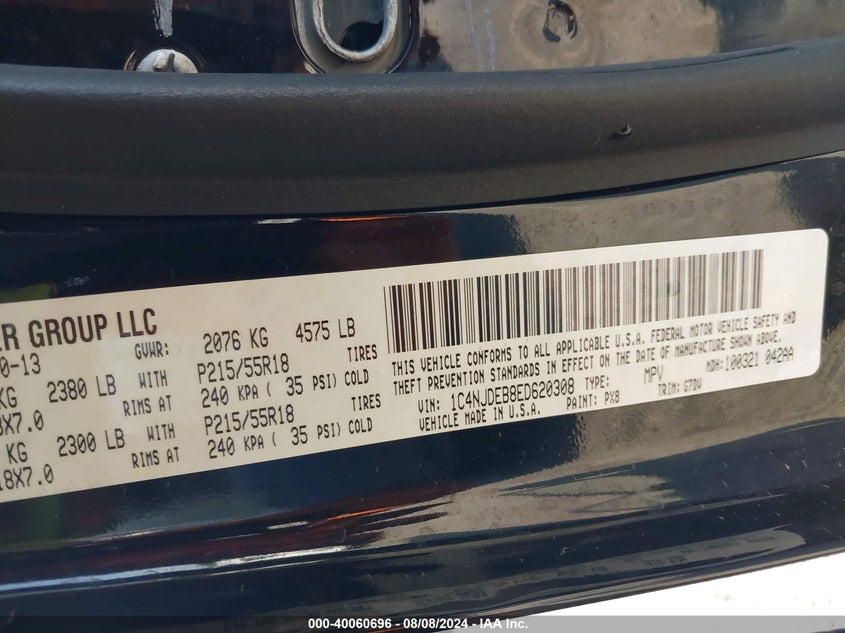 ER GROUP LLC
0-13 GVWR: 2076 KG 4575 LB
KG 2380 LB WITH P215/55R18 TIRES
8X7.0 RIMS AT 240 KPA ( 35 PSI) COLD
KG 2300 LB WITH P215/55R18 TIRES
18X7.0 RIMS AT 240 KPA ( 35 PSI) COLD
THIS VEHICLE CONFORMS TO ALL APPLICABLE U.S.A. FEDERAL MOTOR VEHICLE SAFETY AND
THEFT PREVENTION STANDARDS IN EFFECT ON THE DATE OF MANUFACTURE SHOWN ABOVE.
VIN: 1C4NJDEB8ED620308 TYPE: MPV MDH: 100321 042AA
VEHICLE MADE IN U.S.A. PAINT: PX8 TRIM: G7DV
000-40060696 - 08/08/2024 - IAA Inc.